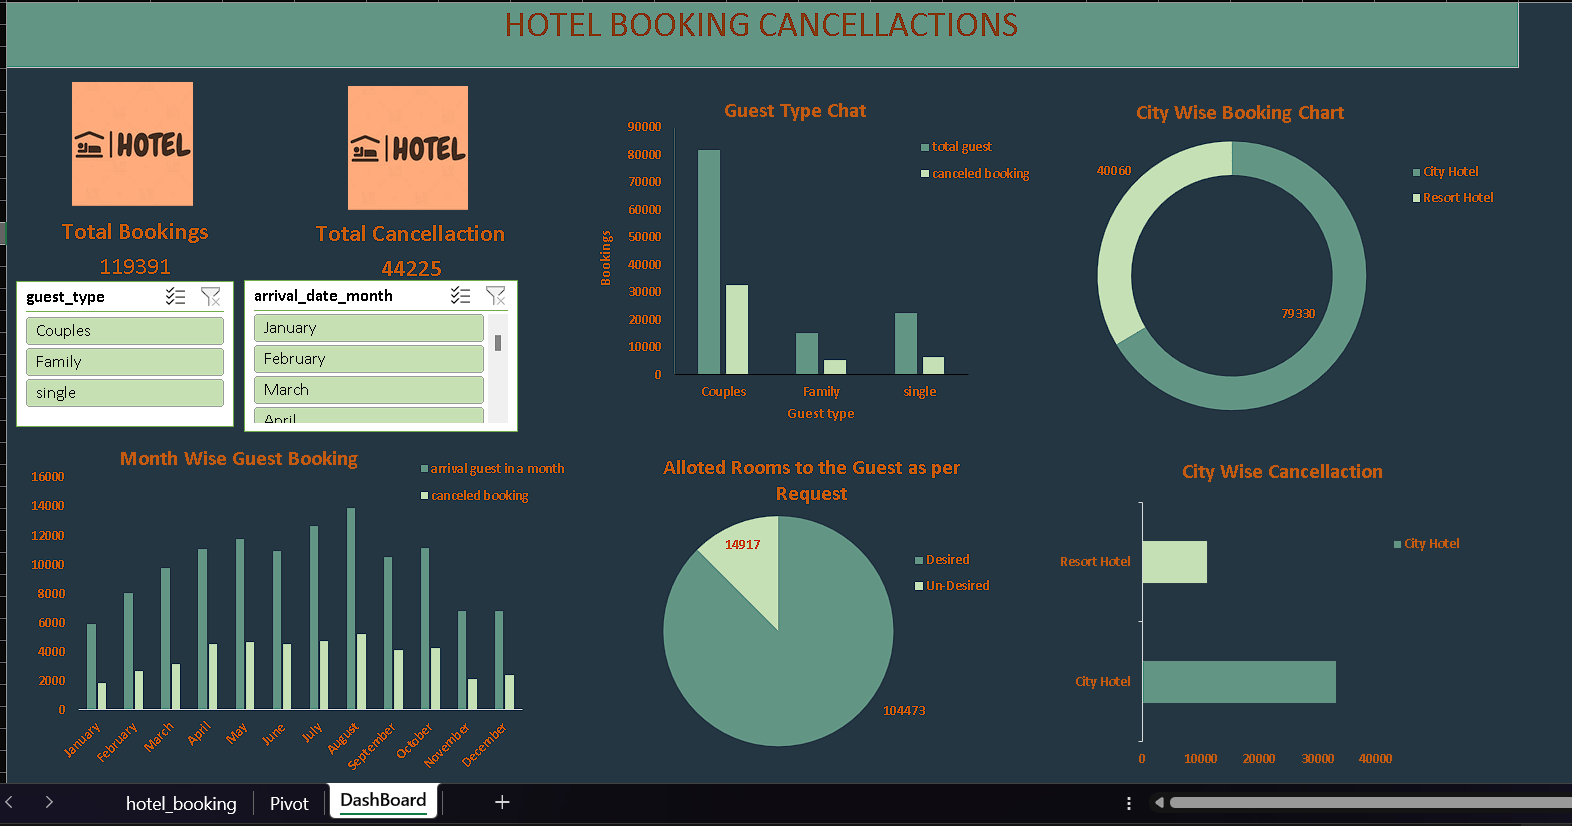 HOTEL BOOKING CANCELLACTIONS
HOTEL
HOTEL
Total Bookings
119391
Total Cancellaction
44225
guest_type
Couples
Family
single
arrival_date_month
January
February
March
April
Guest Type Chat
90000
80000
70000
60000
50000
40000
30000
20000
10000
0
Bookings
Couples
Family
single
Guest type
total guest
canceled booking
City Wise Booking Chart
40060
79330
City Hotel
Resort Hotel
Month Wise Guest Booking
16000
14000
12000
10000
8000
6000
4000
2000
0
January
February
March
April
May
June
July
August
September
October
November
December
arrival guest in a month
canceled booking
Alloted Rooms to the Guest as per
Request
14917
104473
Desired
Un-Desired
City Wise Cancellaction
Resort Hotel
City Hotel
0
10000
20000
30000
40000
City Hotel
hotel_booking
Pivot
DashBoard